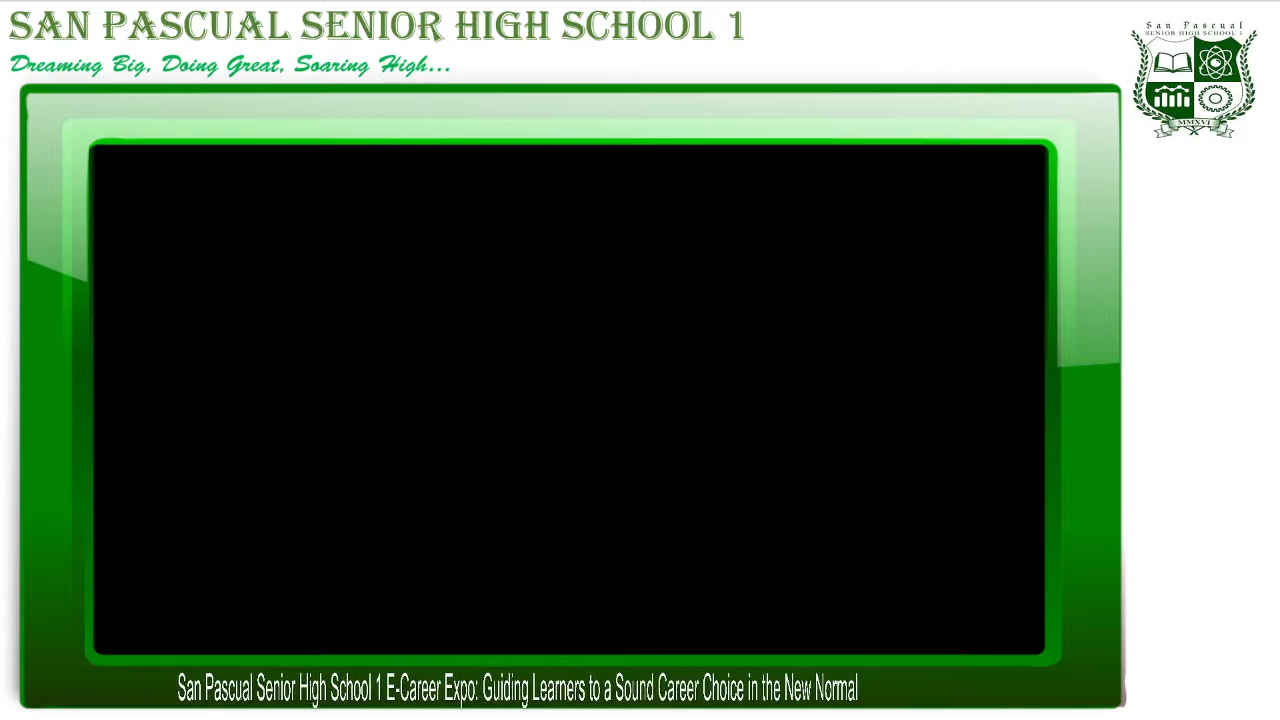 SAN PASCUAL SENIOR HIGH SCHOOL 1
Dreaming Big, Doing Great, Soaring High...
San Pascual
SENIOR HIGH SCHOOL 1
MMXVI
San Pascual Senior High School 1 E-Career Expo: Guiding Learners to a Sound Career Choice in the New Normal